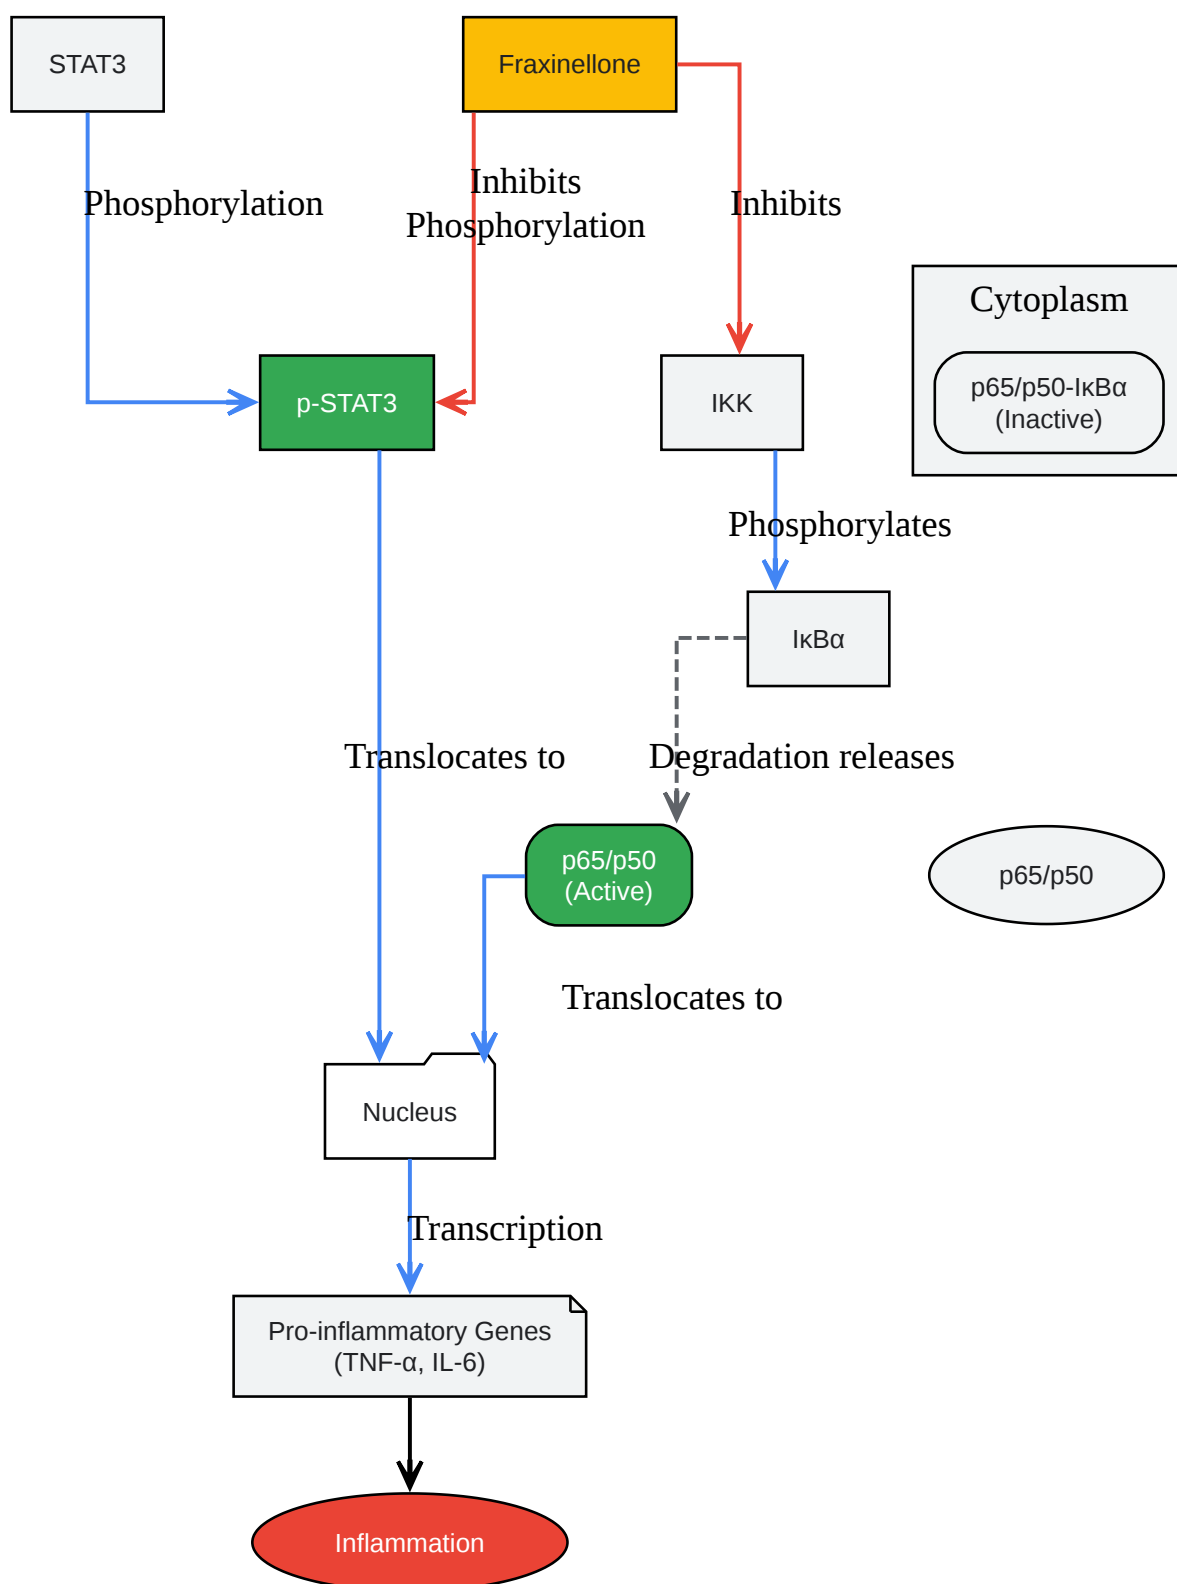 STAT3
Fraxinellone
Phosphorylation
Inhibits
Phosphorylation
Inhibits
Cytoplasm
p65/p50-IκBα
(Inactive)
p-STAT3
IKK
Phosphorylates
IκBα
Translocates to
Degradation releases
p65/p50
(Active)
p65/p50
Translocates to
Nucleus
Transcription
Pro-inflammatory Genes
(TNF-α, IL-6)
Inflammation